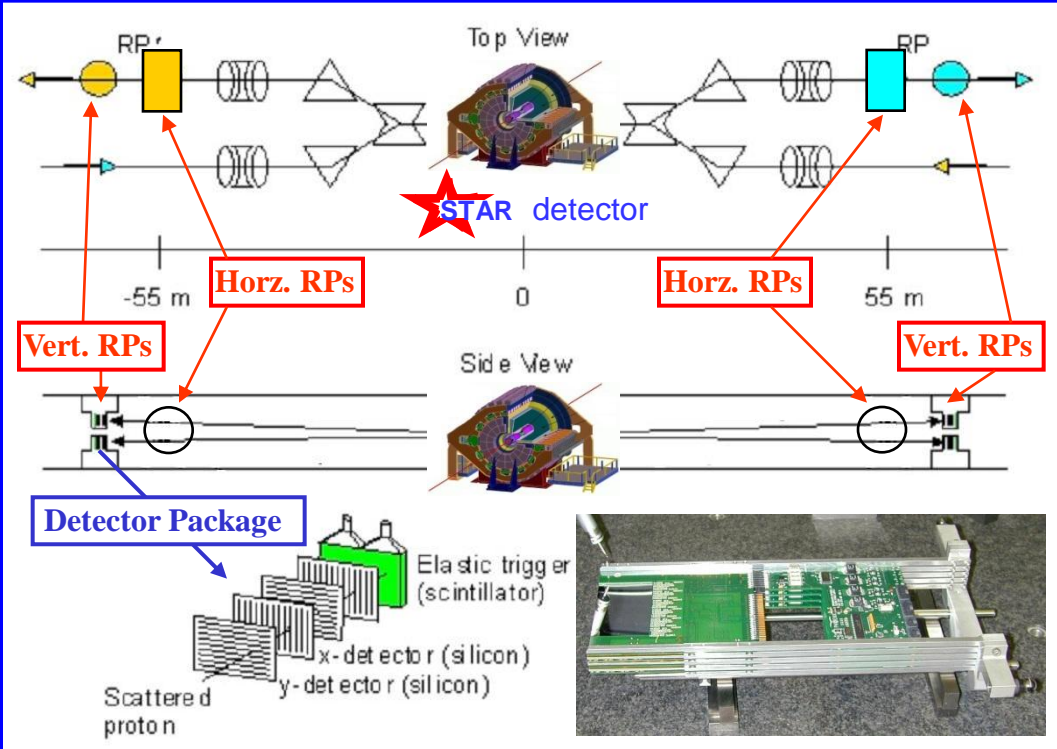 Top View
RP
RP
STAR detector
Horz. RPs
Horz. RPs
-55 m
0
55 m
Vert. RPs
Vert. RPs
Side View
Detector Package
Elastic trigger
(scintillator)
x-detector (silicon)
y-detector (silicon)
Scattered
proton